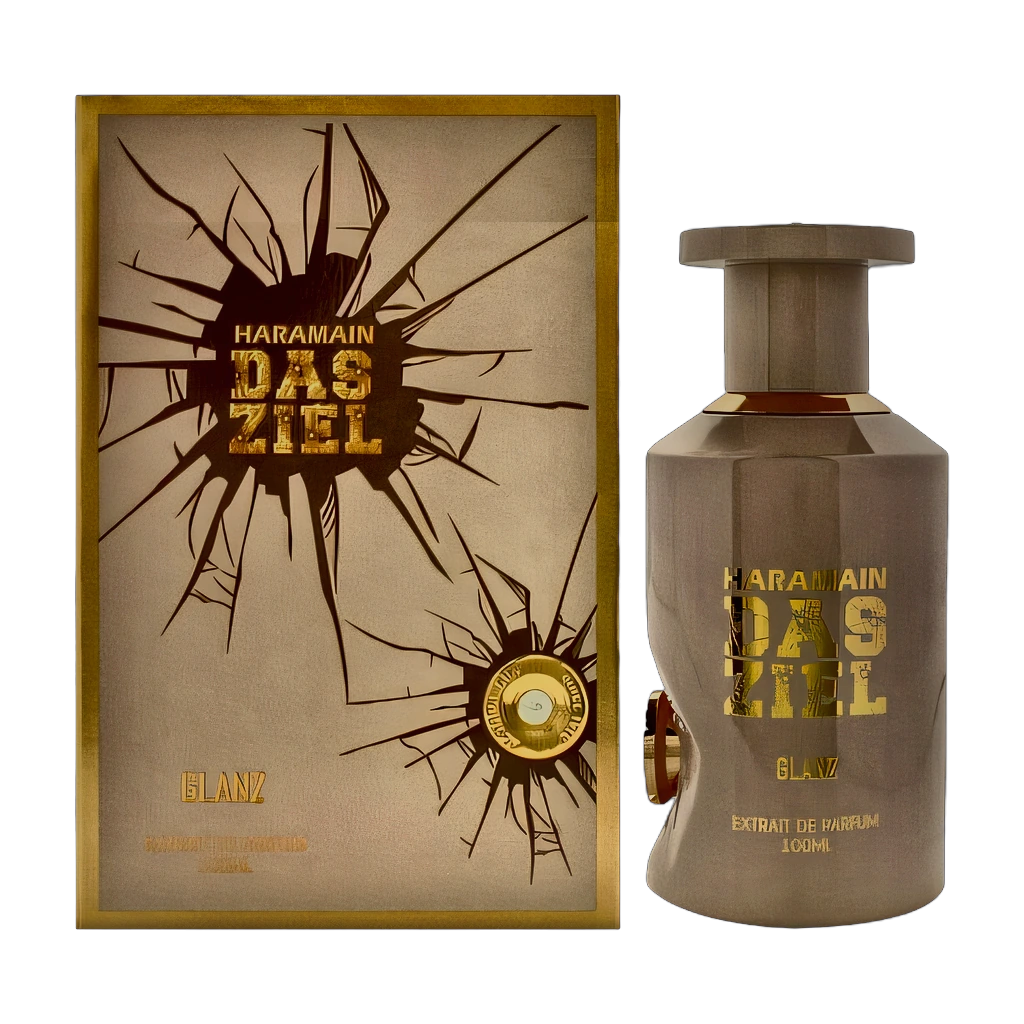 HARAMAIN
DAS
ZIEL
GLANZ
HARAMAIN
DAS
ZIEL
GLANZ
EXTRAIT DE PARFUM
100ML